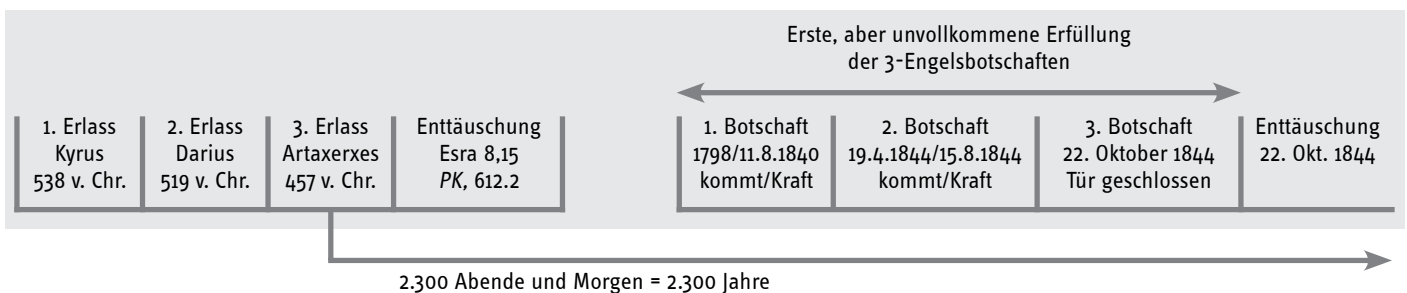 Erste, aber unvollkommene Erfüllung
der 3-Engelsbotschaften
1. Erlass
Kyrus
538 v. Chr.
2. Erlass
Darius
519 v. Chr.
3. Erlass
Artaxerxes
457 v. Chr.
Enttäuschung
Esra 8,15
PK, 612.2
1. Botschaft
1798/11.8.1840
kommt/Kraft
2. Botschaft
19.4.1844/15.8.1844
kommt/Kraft
3. Botschaft
22. Oktober 1844
Tür geschlossen
Enttäuschung
22. Okt. 1844
2.300 Abende und Morgen = 2.300 Jahre